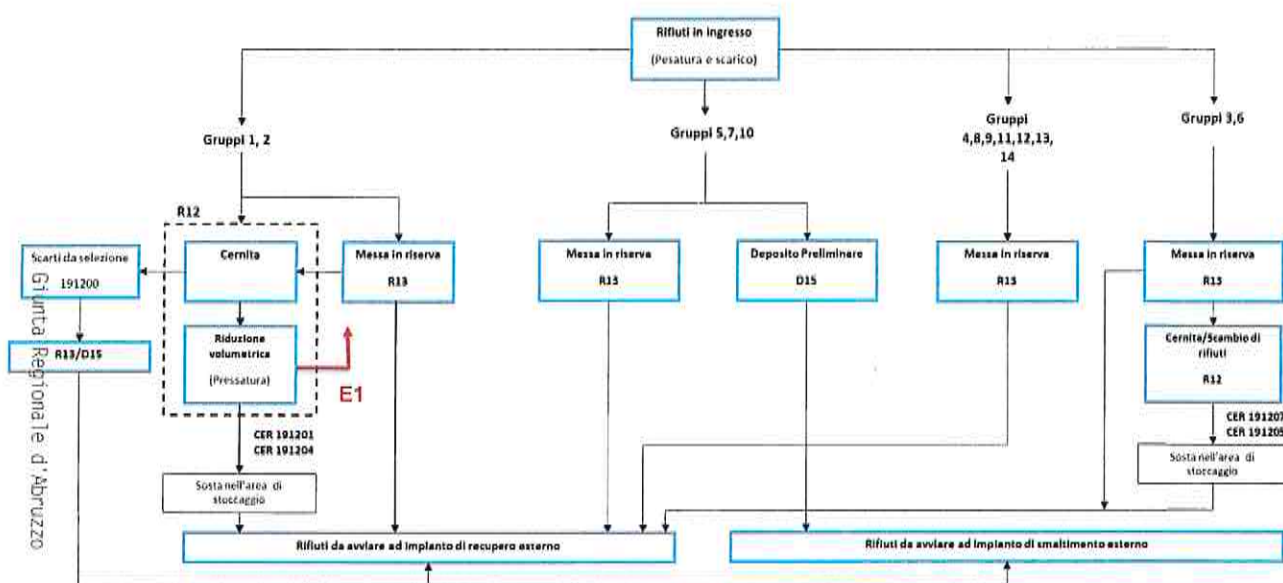 Rifiuti in ingresso
(Pesatura e scarico)
Gruppi 1, 2
Gruppi 5,7,10
Gruppi
4,8,9,11,12,13,
14
Gruppi 3,6
R12
Scarti da selezione
191200
Cernita
Messa in riserva
R13
Messa in riserva
R13
Deposito Preliminare
D15
Messa in riserva
R13
Messa in riserva
R13
R13/D15
Riduzione
volumetrica
(Pressatura)
E1
Cernita/Scambio di
rifiuti
R12
CER 191201
CER 191204
CER 191207
CER 191205
Sosta nell'area di
stoccaggio
Sosta nell'area di
stoccaggio
Rifiuti da avviare ad impianto di recupero esterno
Rifiuti da avviare ad impianto di smaltimento esterno
Giunta Regionale d'Abruzzo